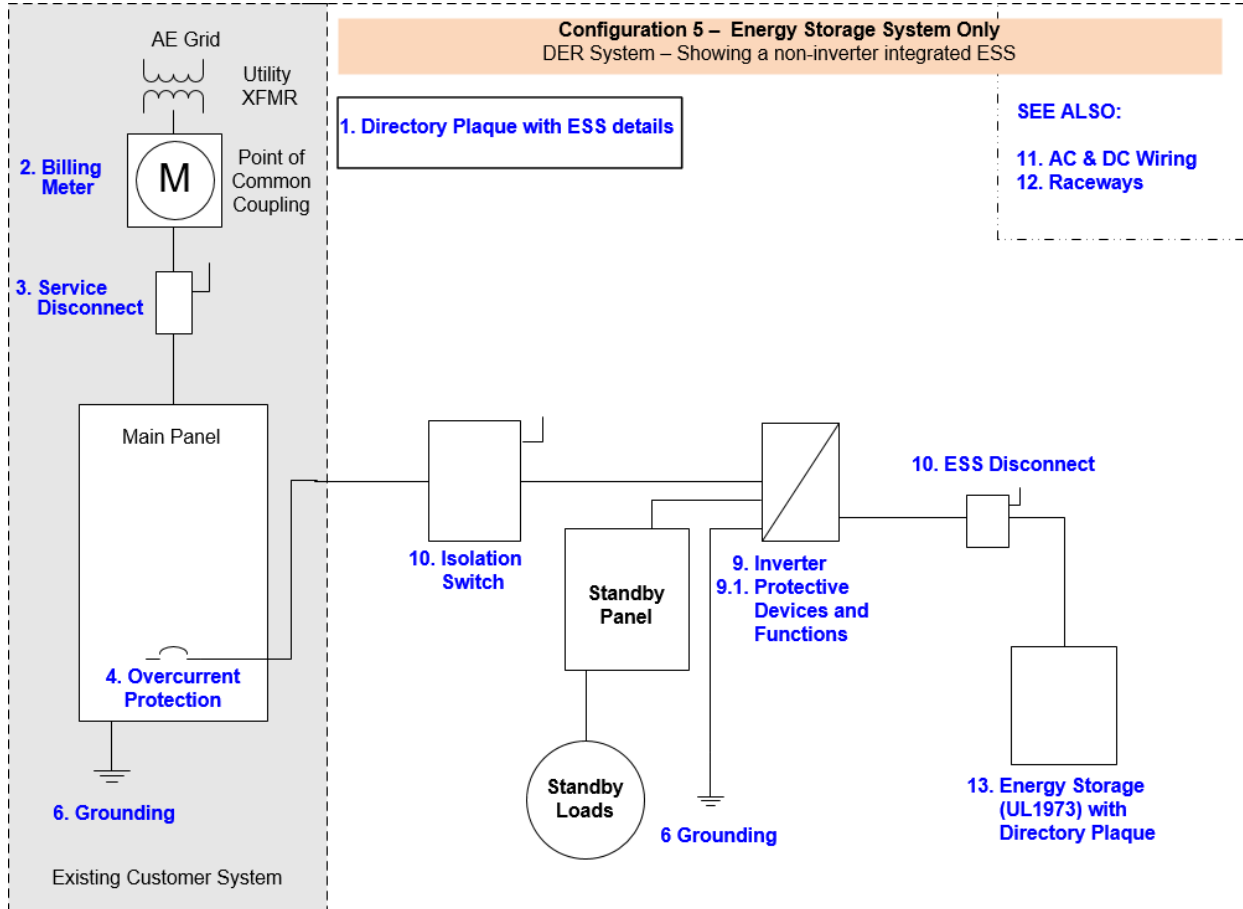 Configuration 5 – Energy Storage System Only
DER System – Showing a non-inverter integrated ESS
AE Grid
Utility
XFMR
1. Directory Plaque with ESS details
SEE ALSO:
11. AC & DC Wiring
12. Raceways
2. Billing
Meter
M
Point of
Common
Coupling
3. Service
Disconnect
Main Panel
4. Overcurrent
Protection
6. Grounding
Existing Customer System
10. Isolation
Switch
Standby
Panel
Standby
Loads
9. Inverter
9.1. Protective
Devices and
Functions
6 Grounding
10. ESS Disconnect
13. Energy Storage
(UL1973) with
Directory Plaque